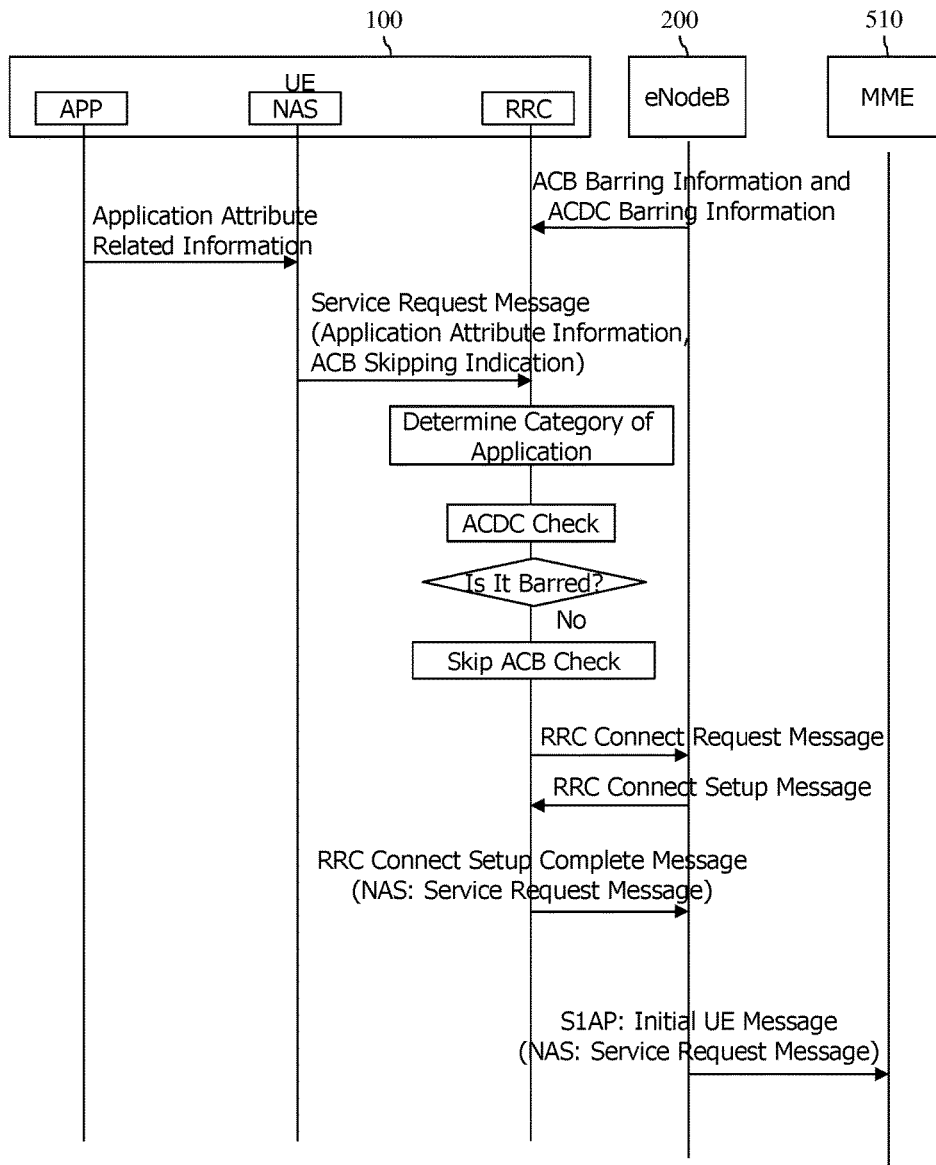 100
200
510
UE
APP
NAS
RRC
eNodeB
MME
ACB Barring Information and
ACDC Barring Information
Application Attribute
Related Information
Service Request Message
(Application Attribute Information,
ACB Skipping Indication)
Determine Category of
Application
ACDC Check
Is It Barred?
No
Skip ACB Check
RRC Connect Request Message
RRC Connect Setup Message
RRC Connect Setup Complete Message
(NAS: Service Request Message)
S1AP: Initial UE Message
(NAS: Service Request Message)